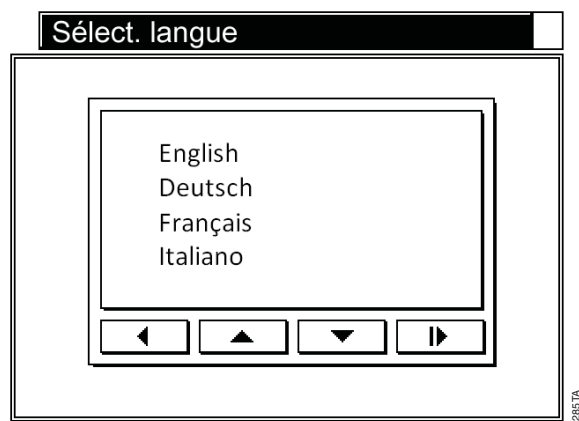 Sélect. langue
English
Deutsch
Français
Italiano
285TA